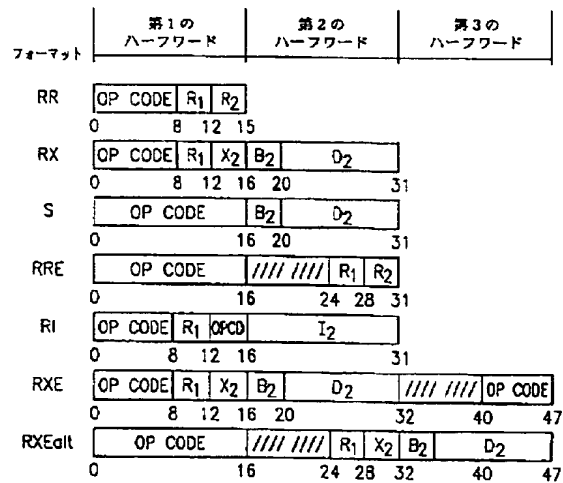 第1の 第2の 第3の
フォーマット ハーフワード ハーフワード ハーフワード
RR OP CODE R1 R2
0 8 12 15
RX OP CODE R1 X2 B2 D2
0 8 12 16 20 31
S OP CODE B2 D2
0 16 20 31
RRE OP CODE //// //// R1 R2
0 16 24 28 31
RI OP CODE R1 OPCD I2
0 8 12 16 31
RXE OP CODE R1 X2 B2 D2 //// //// OP CODE
0 8 12 16 20 32 40 47
RXEalt OP CODE //// //// R1 X2 B2 D2
0 16 24 28 32 40 47